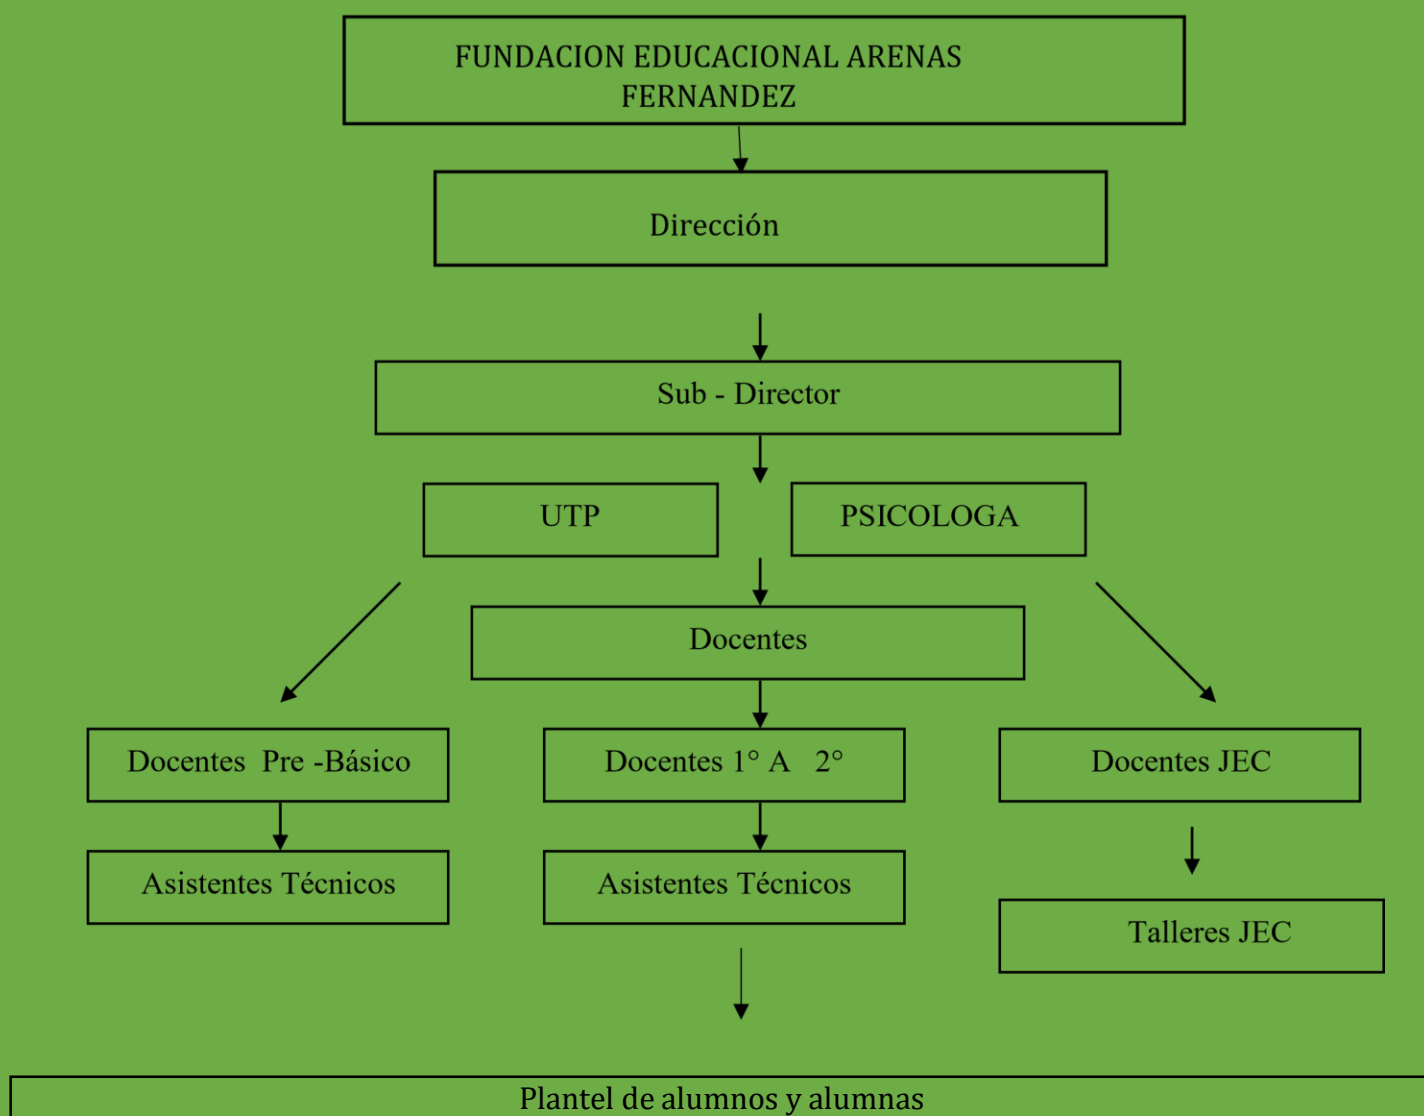 FUNDACION EDUCACIONAL ARENAS
FERNANDEZ
Dirección
Sub - Director
UTP
PSICOLOGA
Docentes
Docentes Pre -Básico
Docentes 1° A 2°
Docentes JEC
Asistentes Técnicos
Asistentes Técnicos
Talleres JEC
Plantel de alumnos y alumnas